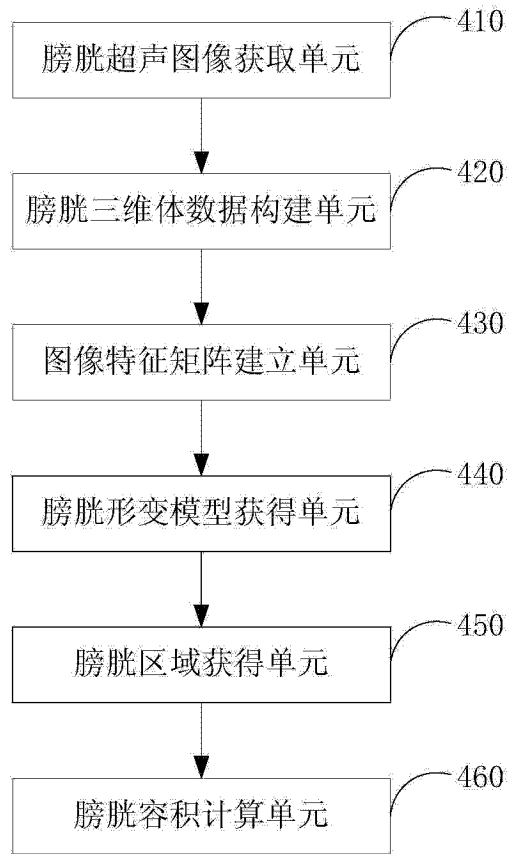 410
膀胱超声图像获取单元
420
膀胱三维体数据构建单元
430
图像特征矩阵建立单元
440
膀胱形变模型获得单元
450
膀胱区域获得单元
460
膀胱容积计算单元